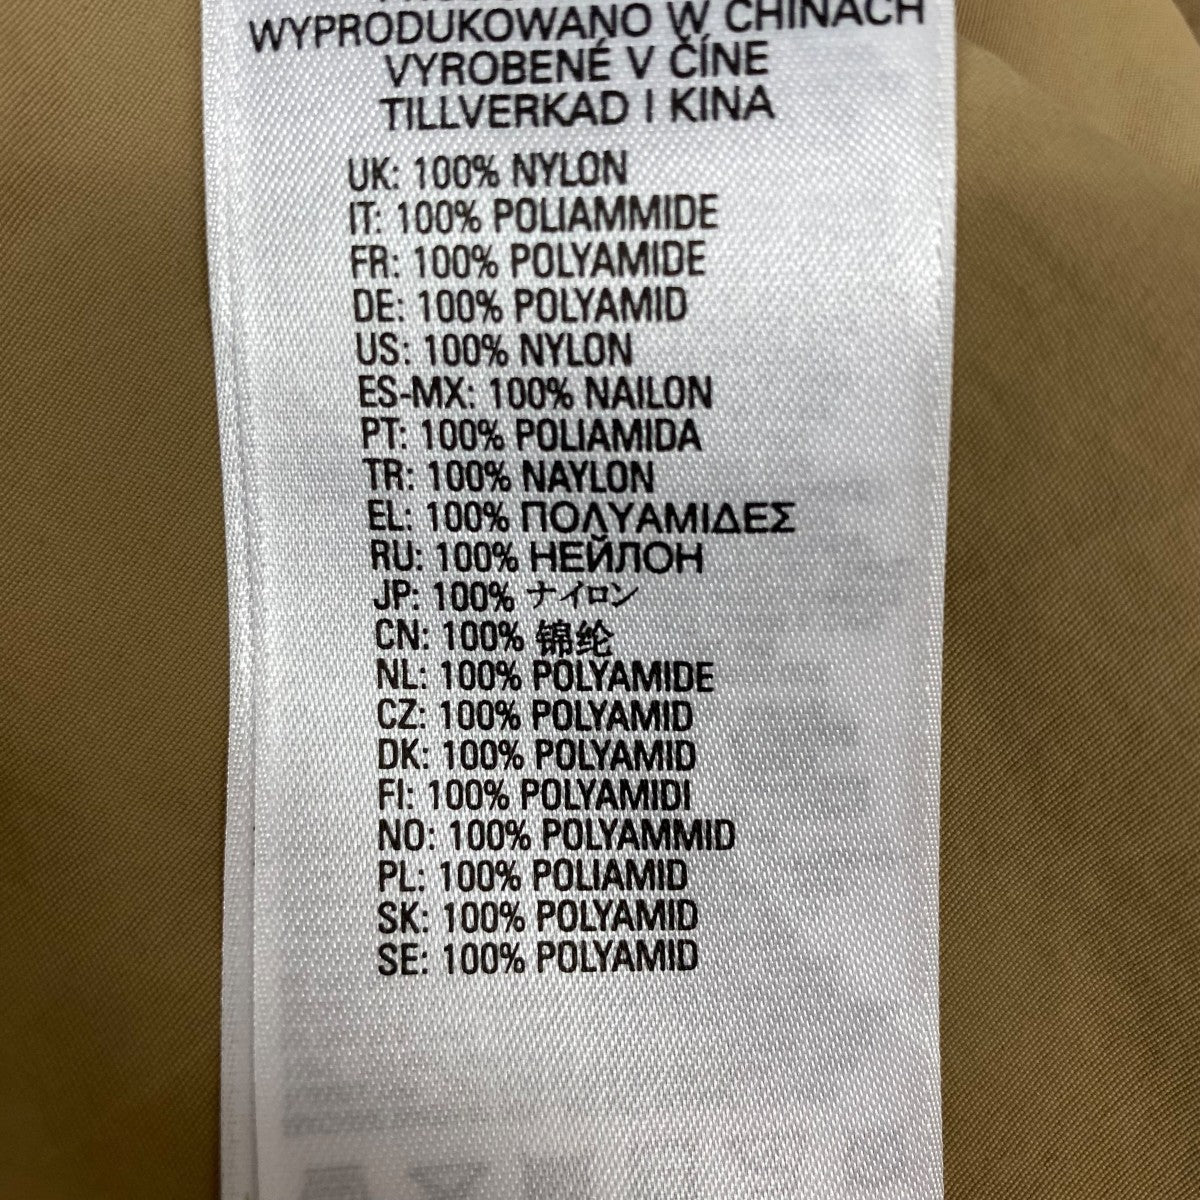 WYPRODUKOWANO W CHINACH
VYROBENÉ V ČÍNE
TILLVERKAD I KINA
UK: 100% NYLON
IT: 100% POLIAMMIDE
FR: 100% POLYAMIDE
DE: 100% POLYAMID
US: 100% NYLON
ES-MX: 100% NAILON
PT: 100% POLIAMIDA
TR: 100% NAYLON
EL: 100% ΠΟΛΥΑΜΙΔΕΣ
RU: 100% НЕЙЛОН
JP: 100% ナイロン
CN: 100% 锦纶
NL: 100% POLYAMIDE
CZ: 100% POLYAMID
DK: 100% POLYAMID
FI: 100% POLYAMIDI
NO: 100% POLYAMMID
PL: 100% POLIAMID
SK: 100% POLYAMID
SE: 100% POLYAMID